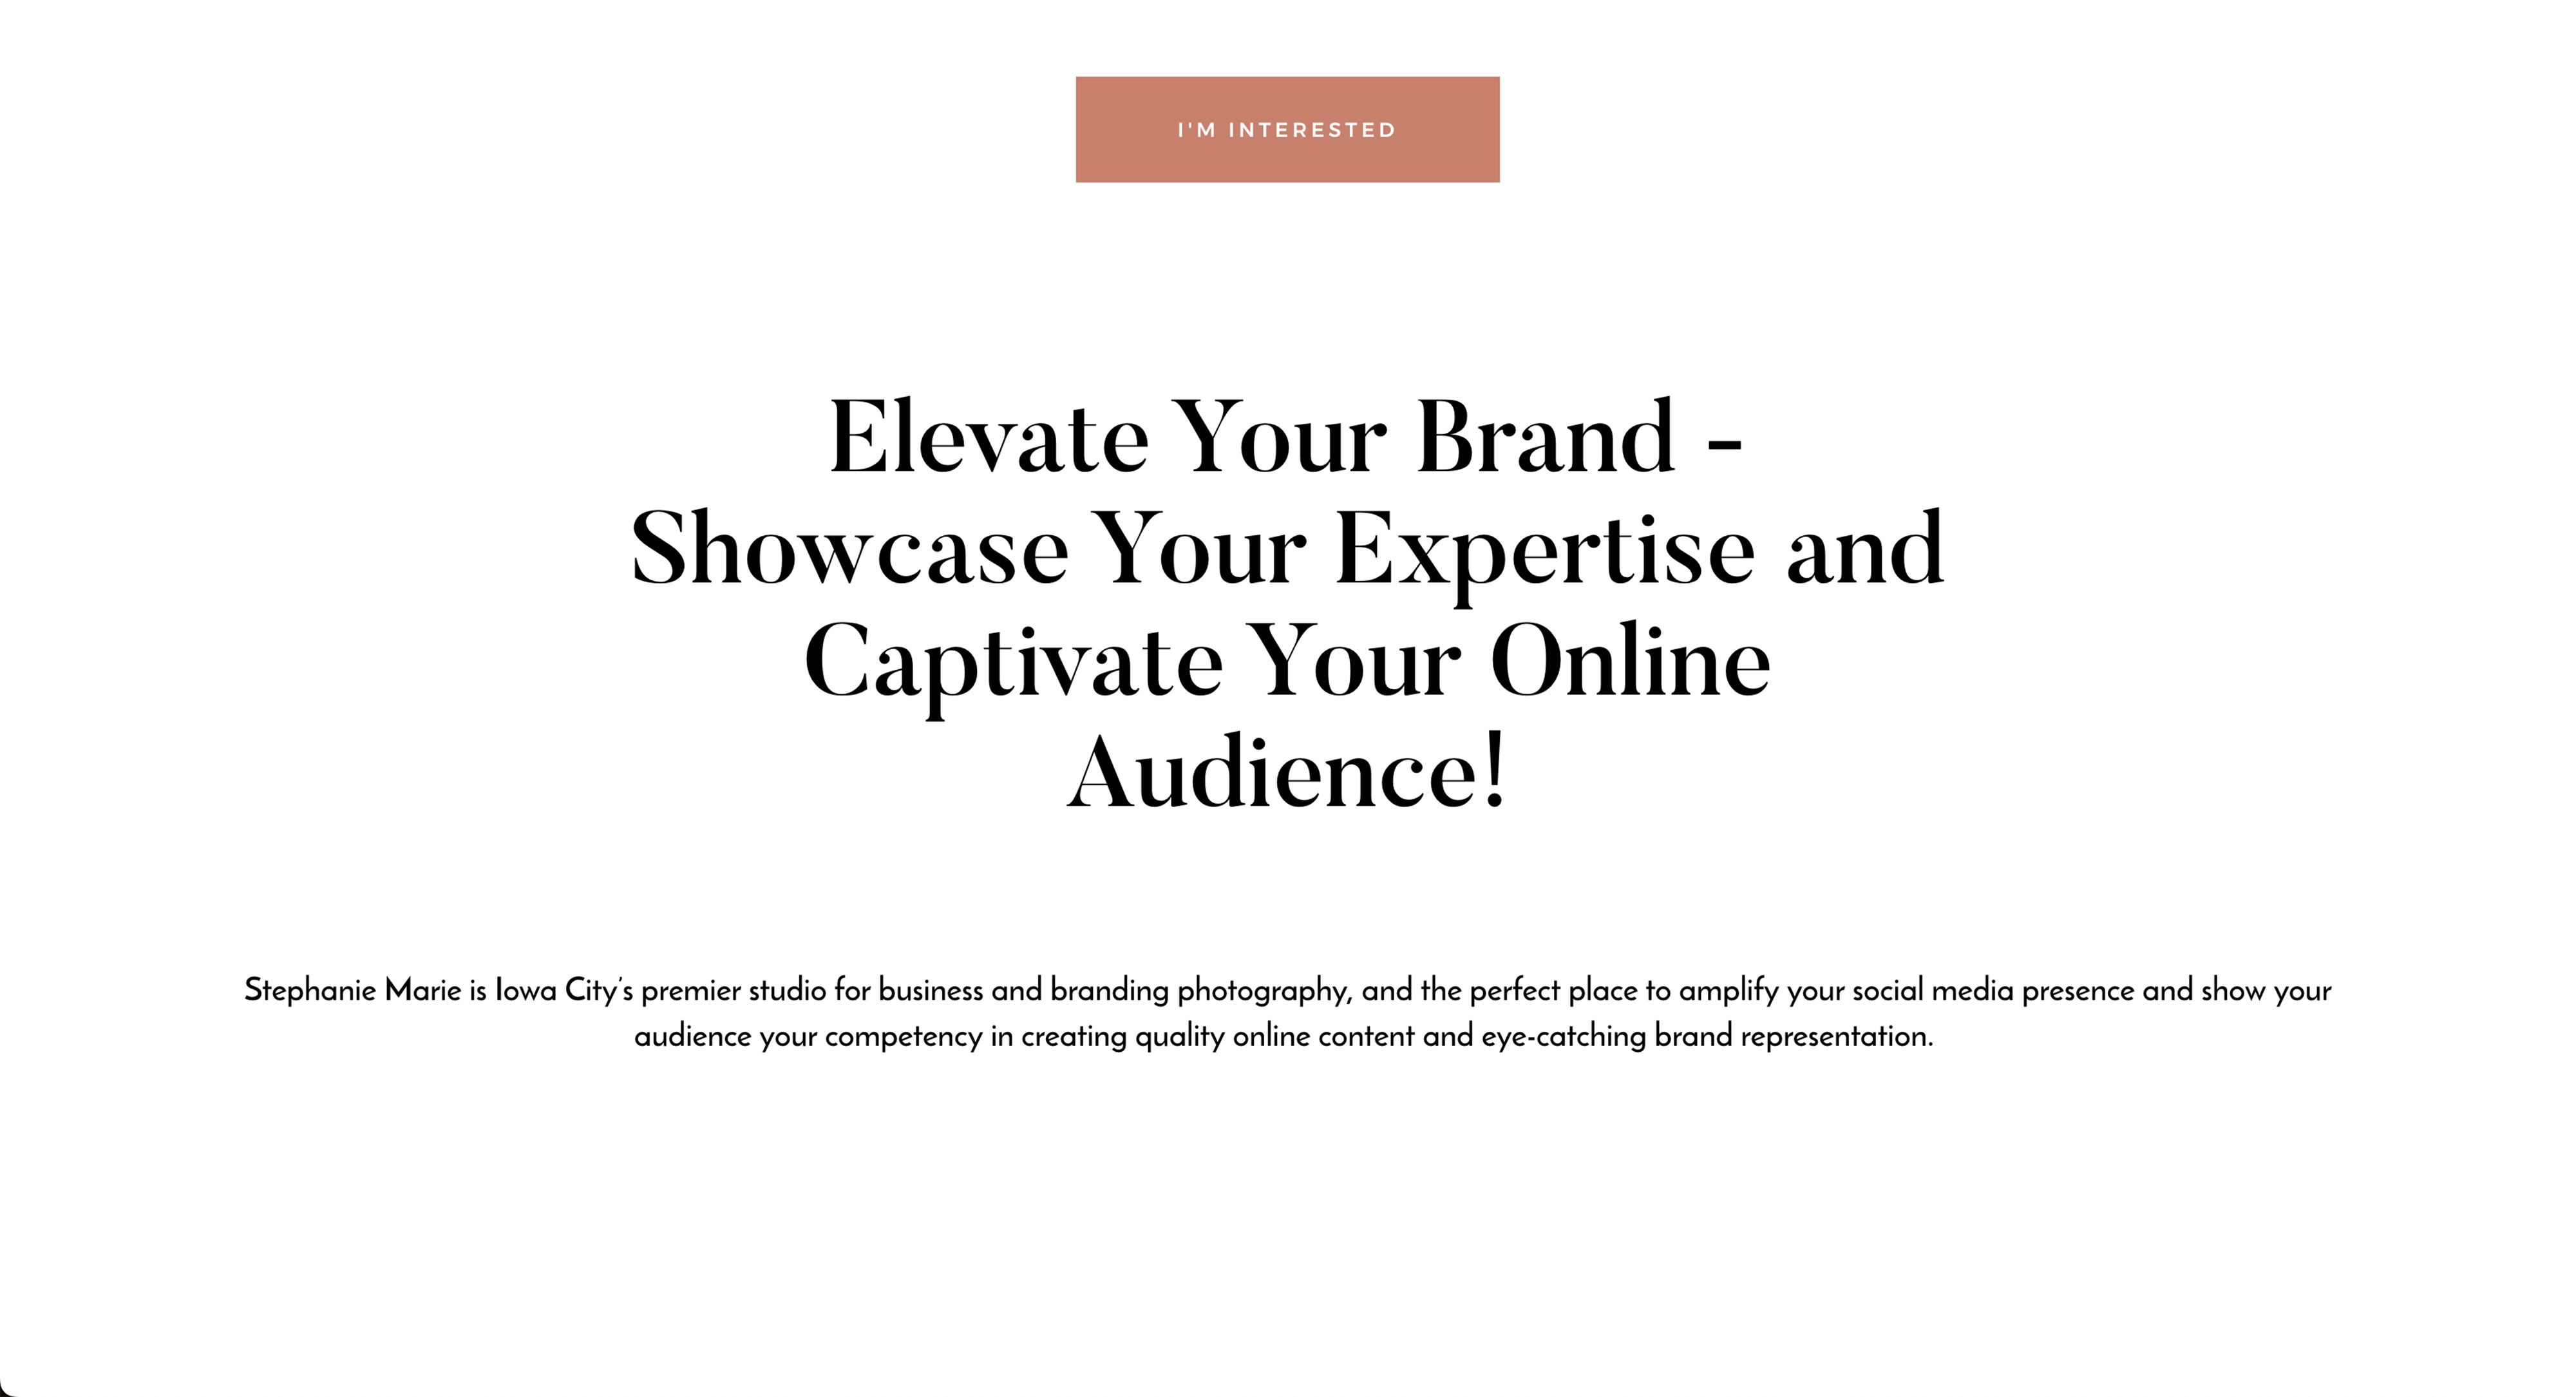 I'M INTERESTED
Elevate Your Brand -
Showcase Your Expertise and
Captivate Your Online
Audience!
Stephanie Marie is Iowa City's premier studio for business and branding photography, and the perfect place to amplify your social media presence and show your
audience your competency in creating quality online content and eye-catching brand representation.